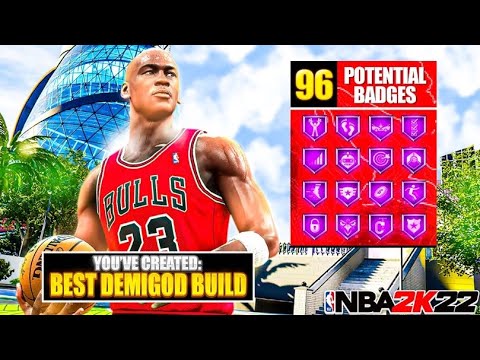 96
POTENTIAL
BADGES
BULLS
23
YOU'VE CREATED:
BEST DEMIGOD BUILD
NBA2K22